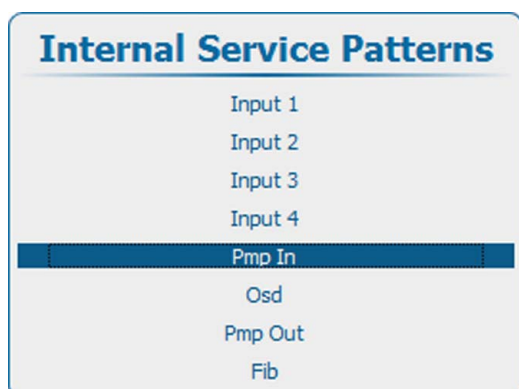 Internal Service Patterns
Input 1
Input 2
Input 3
Input 4
Pmp In
Osd
Pmp Out
Fib